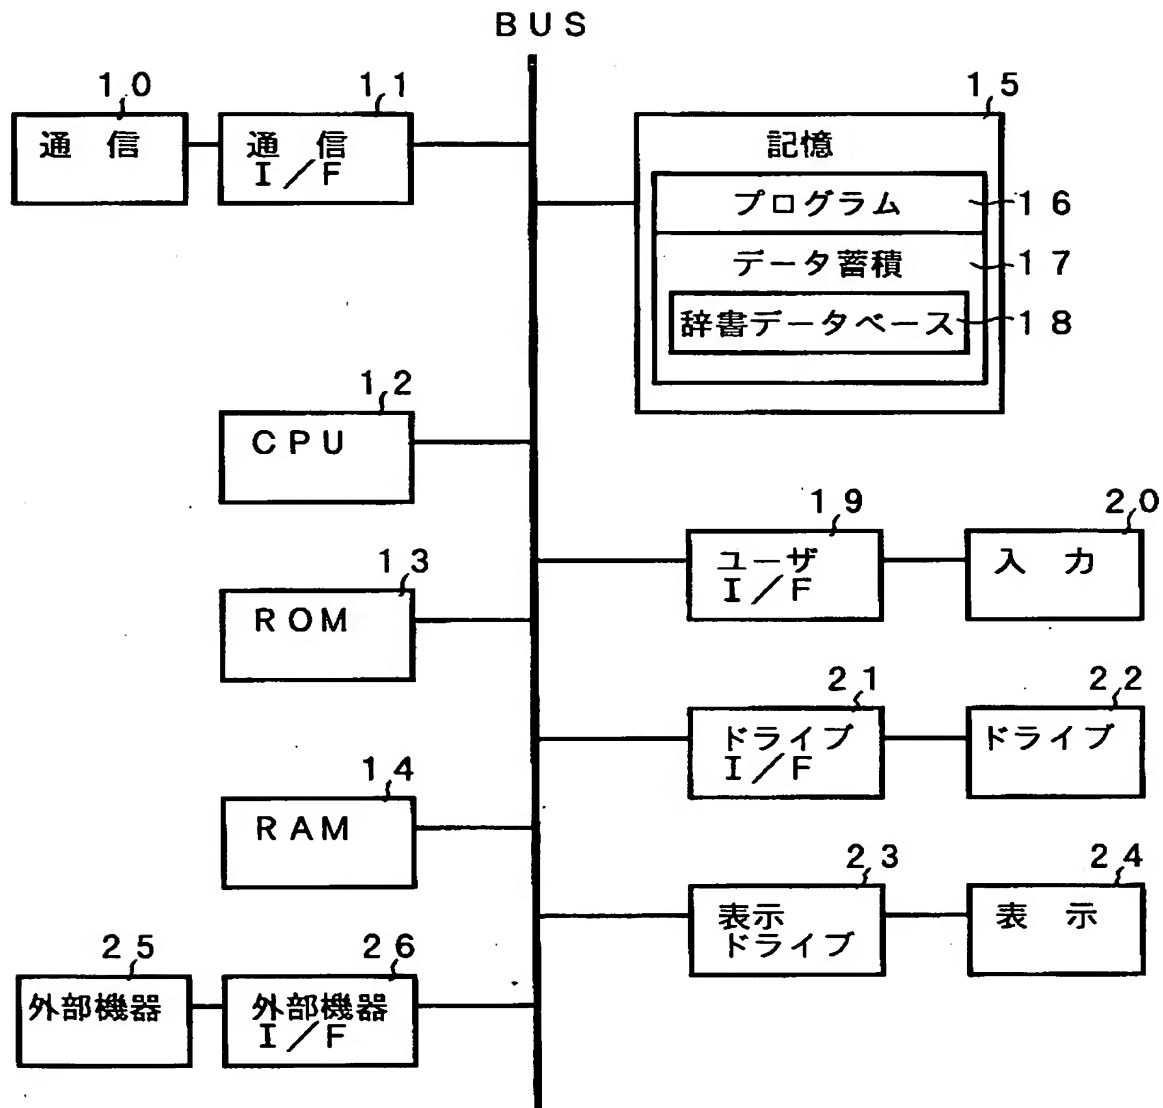 BUS
10
通信
11
通信
I/F
15
記憶
プログラム
16
データ蓄積
17
辞書データベース
18
12
CPU
19
ユーザ
I/F
20
入力
13
ROM
21
ドライブ
I/F
22
ドライブ
14
RAM
23
表示
ドライブ
24
表示
25
外部機器
26
外部機器
I/F